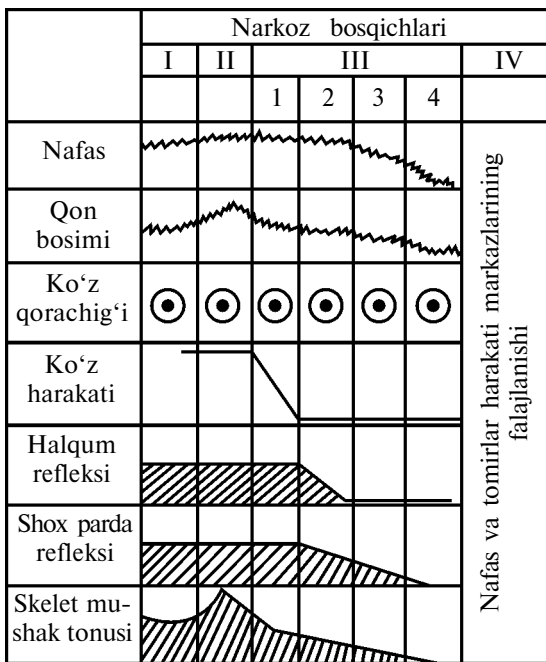 Narkoz bosqichlari
I II III IV
1 2 3 4
Nafas
Qon
bosimi
Ko‘z
qorachig‘i
Ko‘z
harakati
Halqum
refleksi
Shox parda
refleksi
Skelet mu-
shak tonusi
Nafas va tomirlar harakati markazlarining
falajlanishi